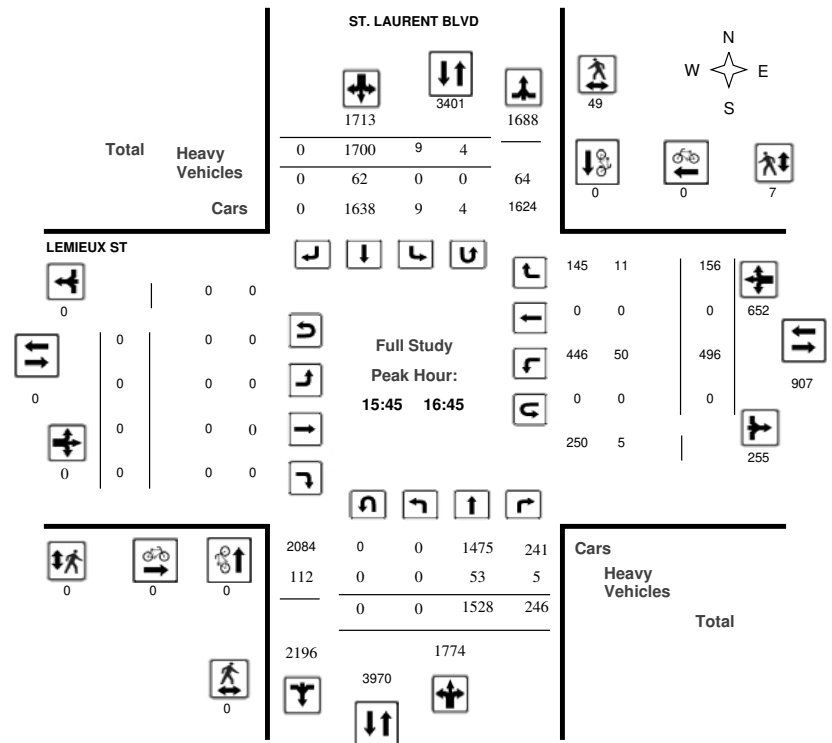 ST. LAURENT BLVD
N
W E
S
3401
49
1713 1688
Total Heavy Vehicles 0 1700 9 4
0 62 0 0 64
Cars 0 1638 9 4 1624
0 0 7
LEMIEUX ST
145 11 156
0 0 0
0 0 0 652
0 0 0
Full Study
446 50 496
Peak Hour:
0 0 0
907
0
15:45 16:45
0 0 0
0 0 0
250 5
0
255
0 0 0
2084 0 0 1475 241
Cars
112 0 0 53 5
Heavy
Vehicles
0 0 0
0 0 1528 246
Total
2196 1774
3970
0